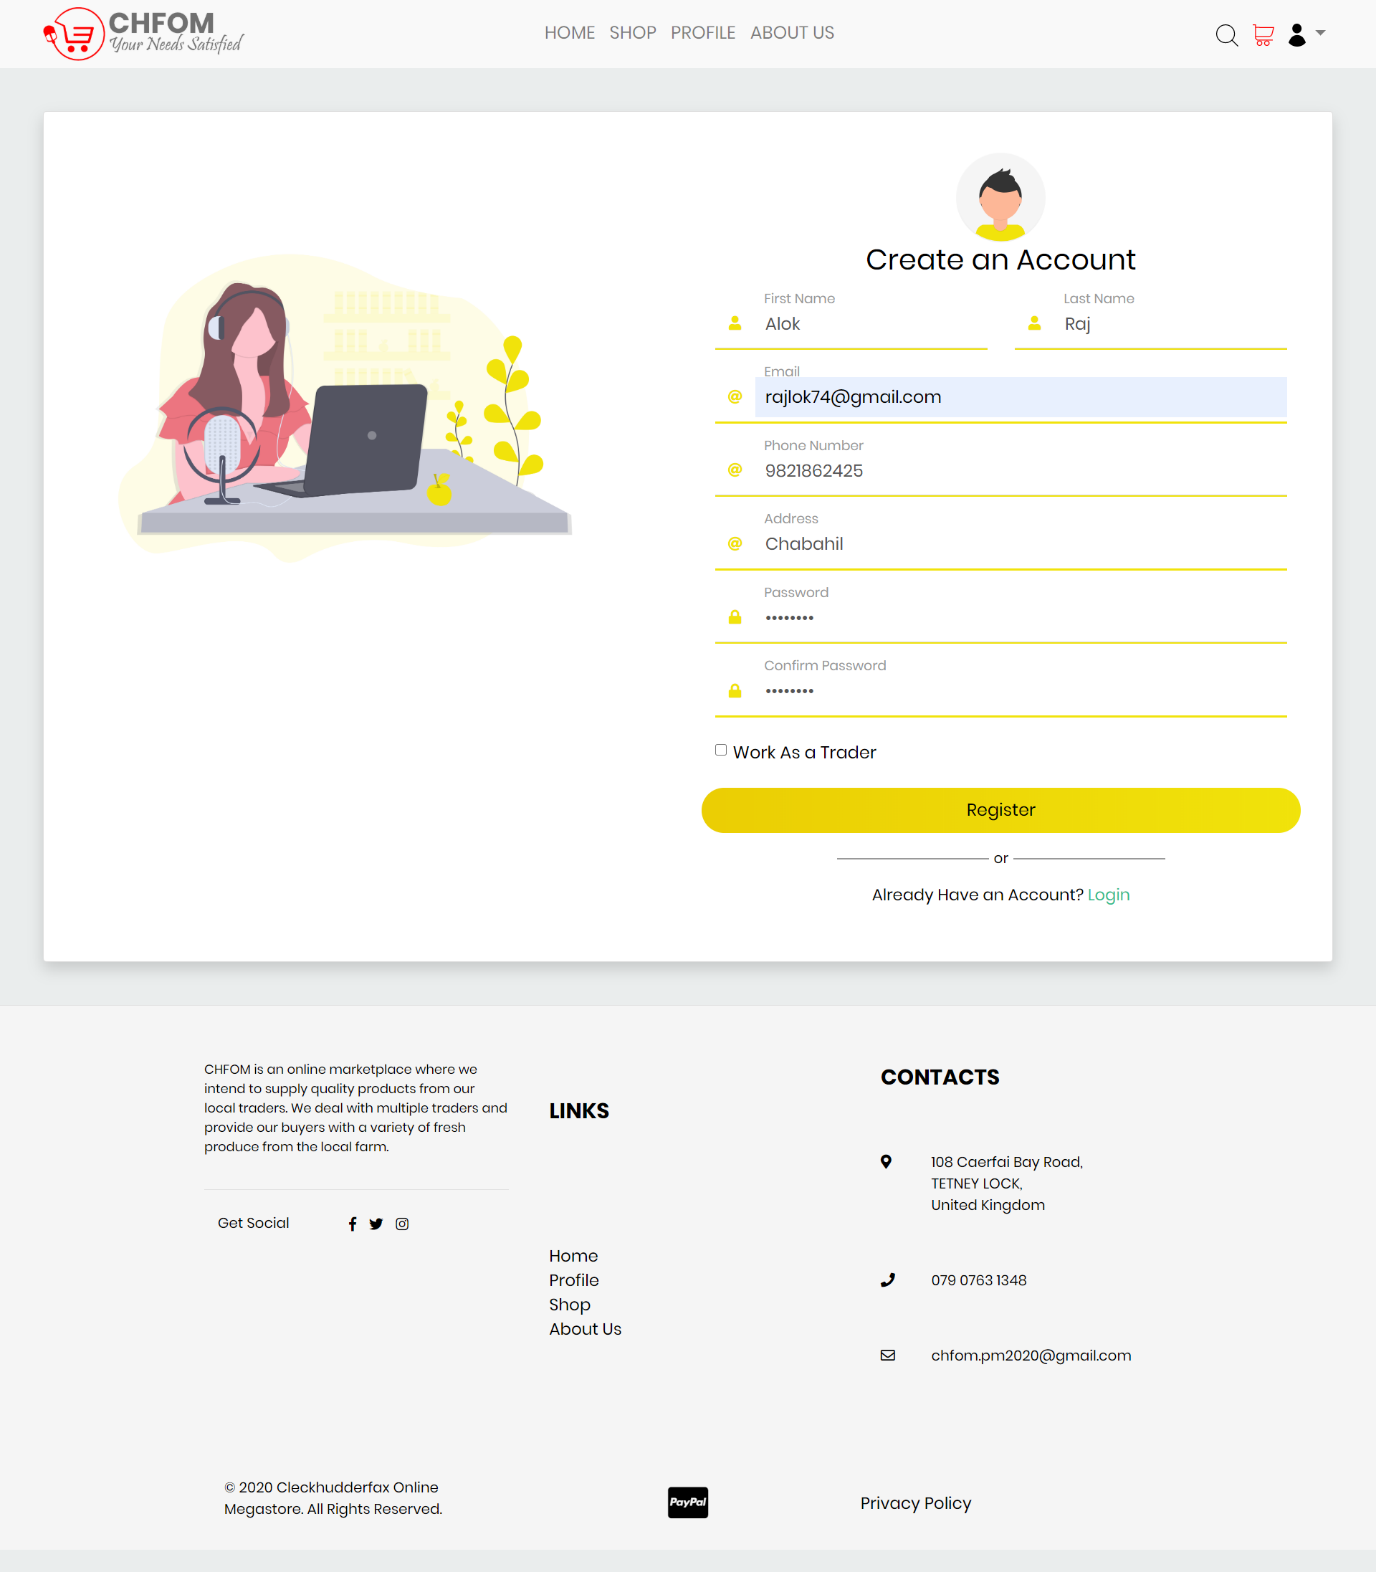 CHFOM
Your Needs Satisfied
HOME SHOP PROFILE ABOUT US
Create an Account
First Name
Alok
Last Name
Raj
Email
@ rajlok74@gmail.com
Phone Number
@ 9821862425
Address
@ Chabahil
Password
••••••••
Confirm Password
••••••••
Work As a Trader
Register
or
Already Have an Account? Login
CHFOM is an online marketplace where we
intend to supply quality products from our
local traders. We deal with multiple traders and
provide our buyers with a variety of fresh
produce from the local farm.
Get Social
LINKS
Home
Profile
Shop
About Us
CONTACTS
108 Caerfai Bay Road,
TETNEY LOCK,
United Kingdom
079 0763 1348
chfom.pm2020@gmail.com
© 2020 Cleckhudderfax Online
Megastore. All Rights Reserved.
PayPal
Privacy Policy